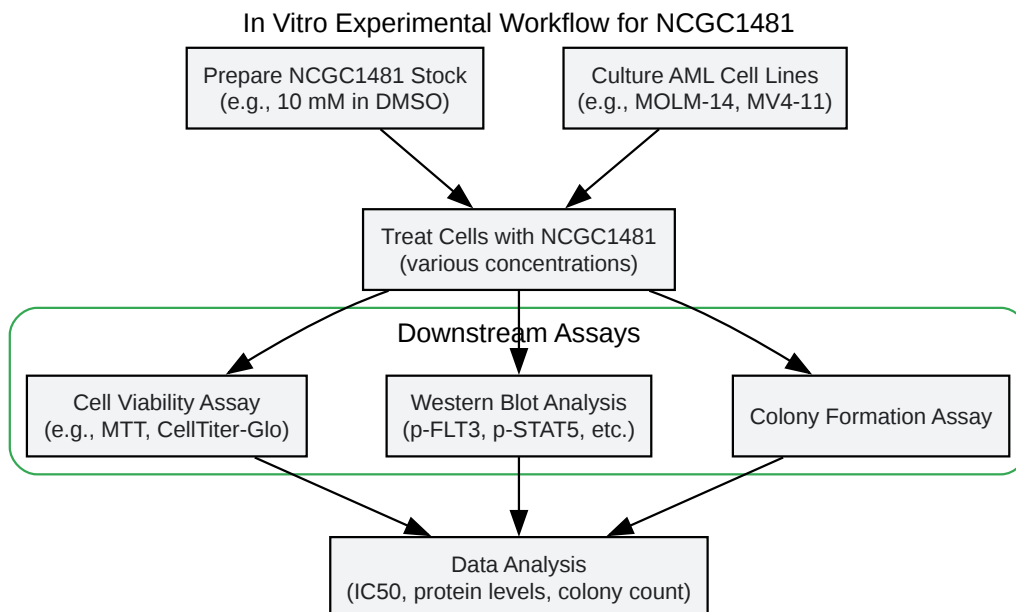 In Vitro Experimental Workflow for NCGC1481
Prepare NCGC1481 Stock
(e.g., 10 mM in DMSO)
Culture AML Cell Lines
(e.g., MOLM-14, MV4-11)
Treat Cells with NCGC1481
(various concentrations)
Downstream Assays
Cell Viability Assay
(e.g., MTT, CellTiter-Glo)
Western Blot Analysis
(p-FLT3, p-STAT5, etc.)
Colony Formation Assay
Data Analysis
(IC50, protein levels, colony count)